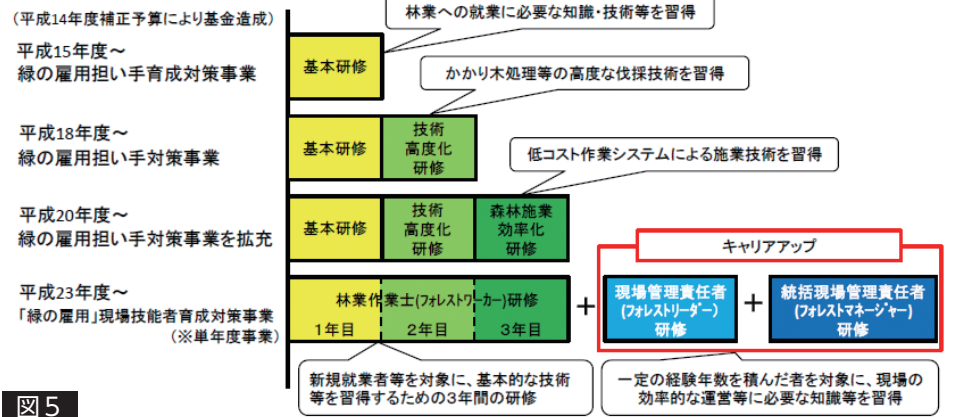 (平成14年度補正予算により基金造成)
林業への就業に必要な知識・技術等を習得
平成15年度～
緑の雇用担い手育成対策事業
基本研修
かかり木処理等の高度な伐採技術を習得
平成18年度～
緑の雇用担い手対策事業
基本研修
技術
高度化
研修
低コスト作業システムによる施業技術を習得
平成20年度～
緑の雇用担い手対策事業を拡充
基本研修
技術
高度化
研修
森林施業
効率化
研修
キャリアアップ
平成23年度～
「緑の雇用」現場技能者育成対策事業
(※単年度事業)
林業作業士(フォレストワーカー)研修
1年目
2年目
3年目
+
現場管理責任者
(フォレストリーダー)
研修
+
統括現場管理責任者
(フォレストマネージャー)
研修
新規就業者等を対象に、基本的な技術
等を習得するための3年間の研修
一定の経験年数を積んだ者を対象に、現場の
効率的な運営等に必要な知識等を習得
図5